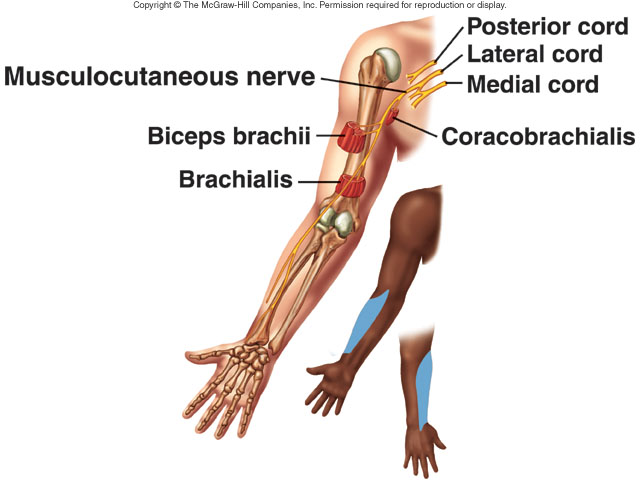 Copyright © The McGraw-Hill Companies, Inc. Permission required for reproduction or display.
Posterior cord
Lateral cord
Musculocutaneous nerve
Medial cord
Biceps brachii
Coracobrachialis
Brachialis